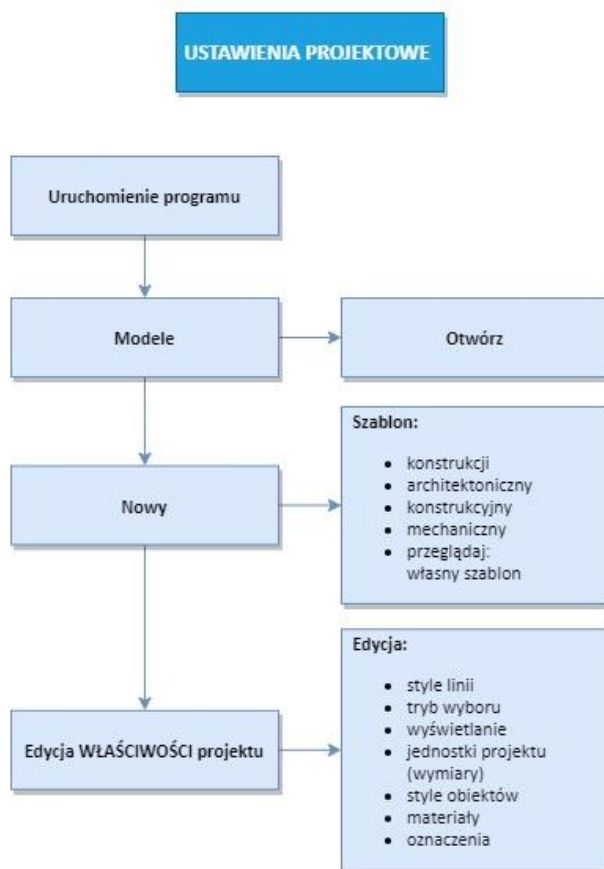 USTAWIENIA PROJEKTOWE
Uruchomienie programu
Modele
Otwórz
Nowy
Szablon:
• konstrukcji
• architektoniczny
• konstrukcyjny
• mechaniczny
• przeglądaj:
własny szablon
Edycja WŁAŚCIWOŚCI projektu
Edycja:
• style linii
• tryb wyboru
• wyświetlanie
• jednostki projektu
(wymiary)
• style obiektów
• materiały
• oznaczenia